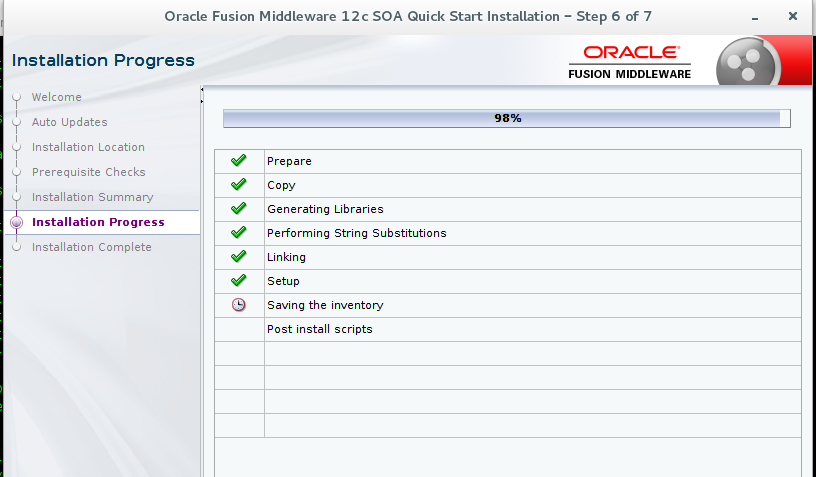 Oracle Fusion Middleware 12c SOA Quick Start Installation – Step 6 of 7
Installation Progress
ORACLE
FUSION MIDDLEWARE
Welcome
Auto Updates
Installation Location
Prerequisite Checks
Installation Summary
Installation Progress
Installation Complete
98%
Prepare
Copy
Generating Libraries
Performing String Substitutions
Linking
Setup
Saving the inventory
Post install scripts